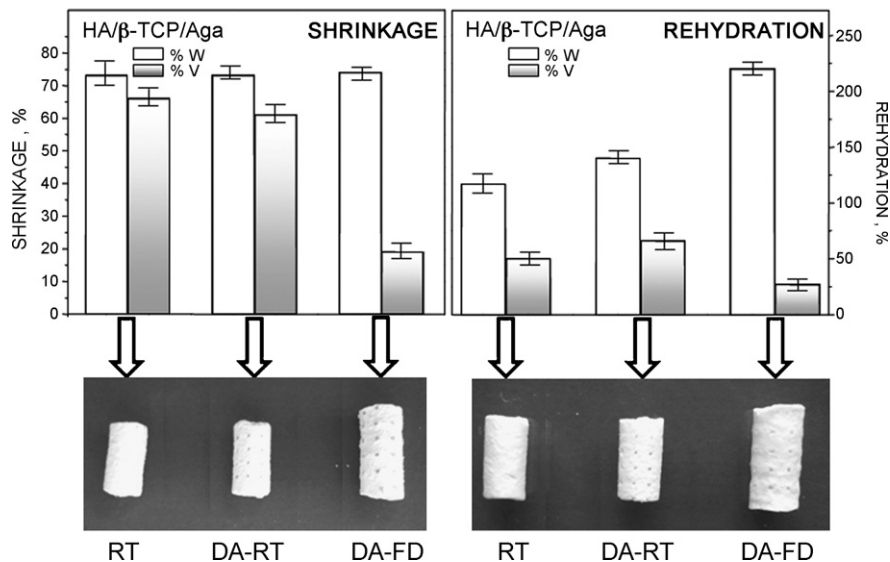 HA/β-TCP/Aga SHRINKAGE
% W
% V
80
70
60
50
40
30
20
10
0
SHRINKAGE , %
HA/β-TCP/Aga REHYDRATION
% W
% V
250
200
150
100
50
0
REHYDRATION , %
RT DA-RT DA-FD
RT DA-RT DA-FD